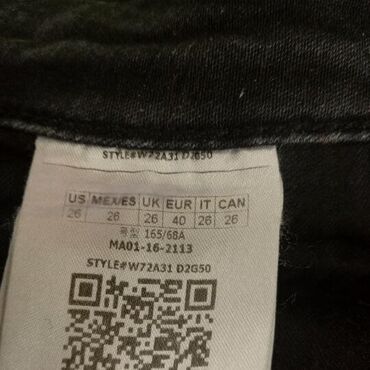 STYLE#W72A31 D2G50
US MEX/ES UK EUR IT CAN
26 26 26 40 26 26
165/68A
MA01-16-2113
STYLE#W72A31 D2G50